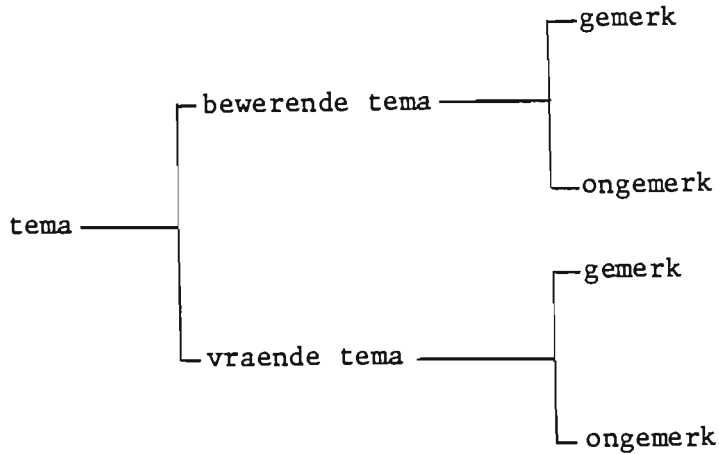 gemerk
bewerende tema
ongemerk
tema
gemerk
vraende tema
ongemerk